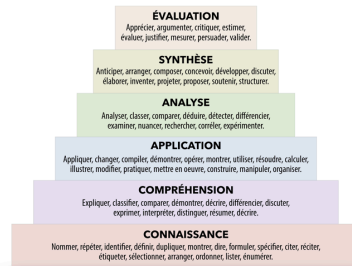 ÉVALUATION
Apprécier, argumenter, critiquer, estimer,
évaluer, justifier, mesurer, persuader, valider.
SYNTHÈSE
Anticiper, arranger, composer, concevoir, développer, discuter,
élaborer, inventer, projeter, proposer, soutenir, structurer.
ANALYSE
Analyser, classer, comparer, déduire, détecter, différencier,
examiner, nuancer, rechercher, corréler, expérimenter.
APPLICATION
Appliquer, changer, compiler, démontrer, opérer, montrer, utiliser, résoudre, calculer,
illustrer, modifier, pratiquer, mettre en oeuvre, construire, manipuler, organiser.
COMPRÉHENSION
Expliquer, classifier, comparer, démontrer, décrire, différencier, discuter,
exprimer, interpréter, distinguer, résumer, décrire.
CONNAISSANCE
Nommer, répéter, identifier, définir, dupliquer, montrer, dire, formuler, spécifier, citer, réciter,
étiqueter, sélectionner, arranger, ordonner, lister, énumérer.